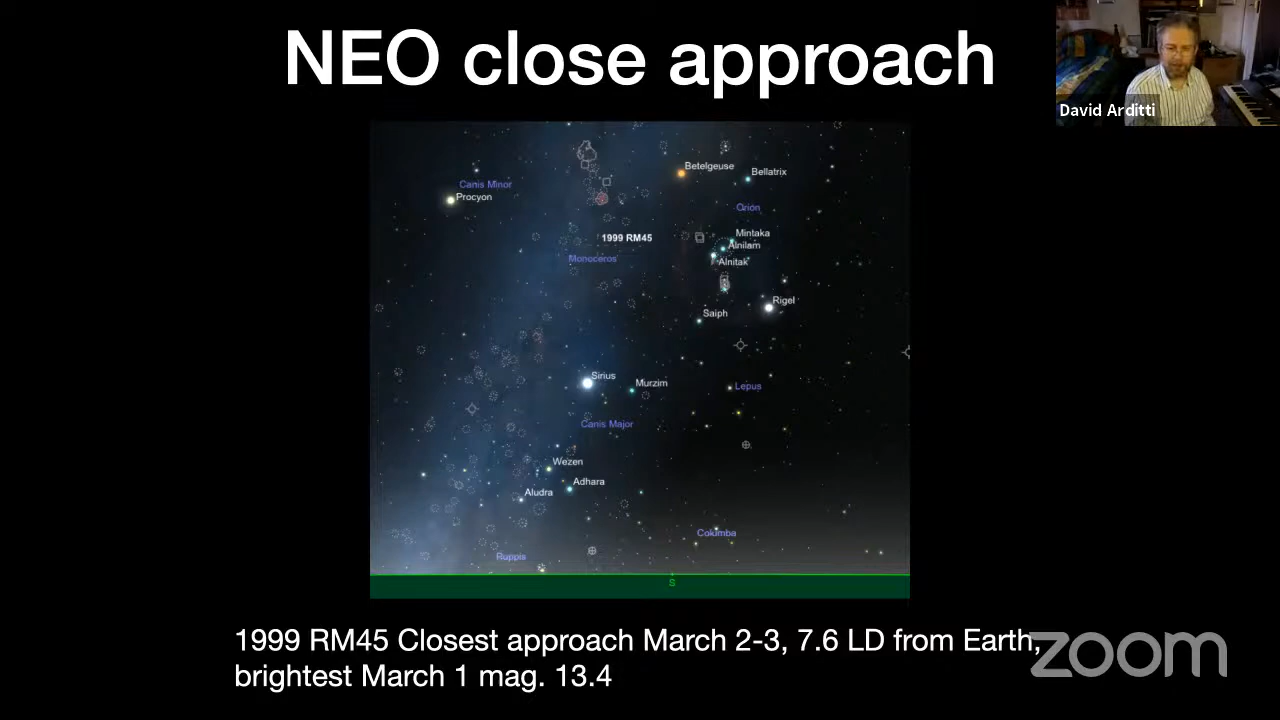 NEO close approach
David Arditti
Betelgeuse
Bellatrix
Canis Minor
Procyon
Orion
Mintaka
1999 RM45
Alnilam
Monoceros
Alnitak
Rigel
Saiph
Sirius
Murzim
Lepus
Canis Major
Wezen
Adhara
Aludra
Columba
Puppis
S
1999 RM45 Closest approach March 2-3, 7.6 LD from Earth,
brightest March 1 mag. 13.4
zoom